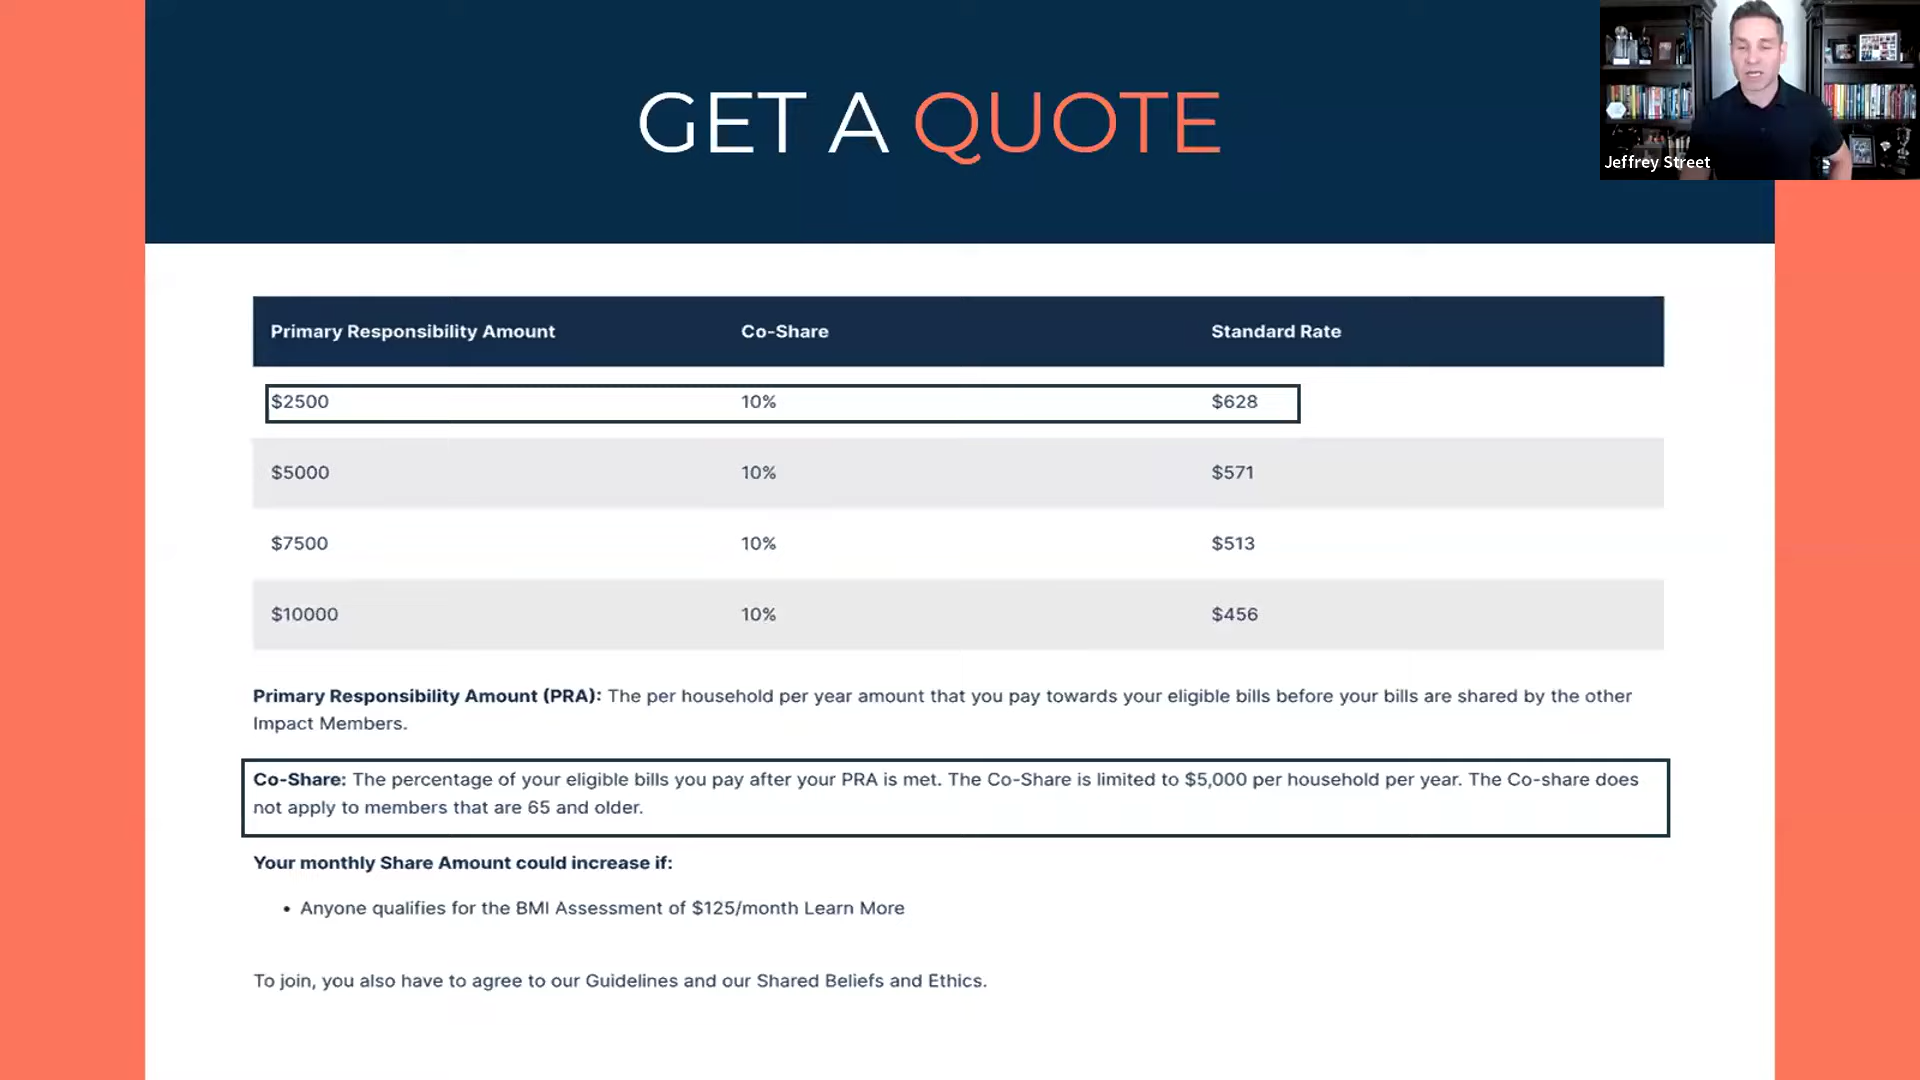 GET A QUOTE
Jeffrey Street
Primary Responsibility Amount Co-Share Standard Rate
$2500 10% $628
$5000 10% $571
$7500 10% $513
$10000 10% $456
Primary Responsibility Amount (PRA): The per household per year amount that you pay towards your eligible bills before your bills are shared by the other
Impact Members.
Co-Share: The percentage of your eligible bills you pay after your PRA is met. The Co-Share is limited to $5,000 per household per year. The Co-share does
not apply to members that are 65 and older.
Your monthly Share Amount could increase if:
• Anyone qualifies for the BMI Assessment of $125/month Learn More
To join, you also have to agree to our Guidelines and our Shared Beliefs and Ethics.